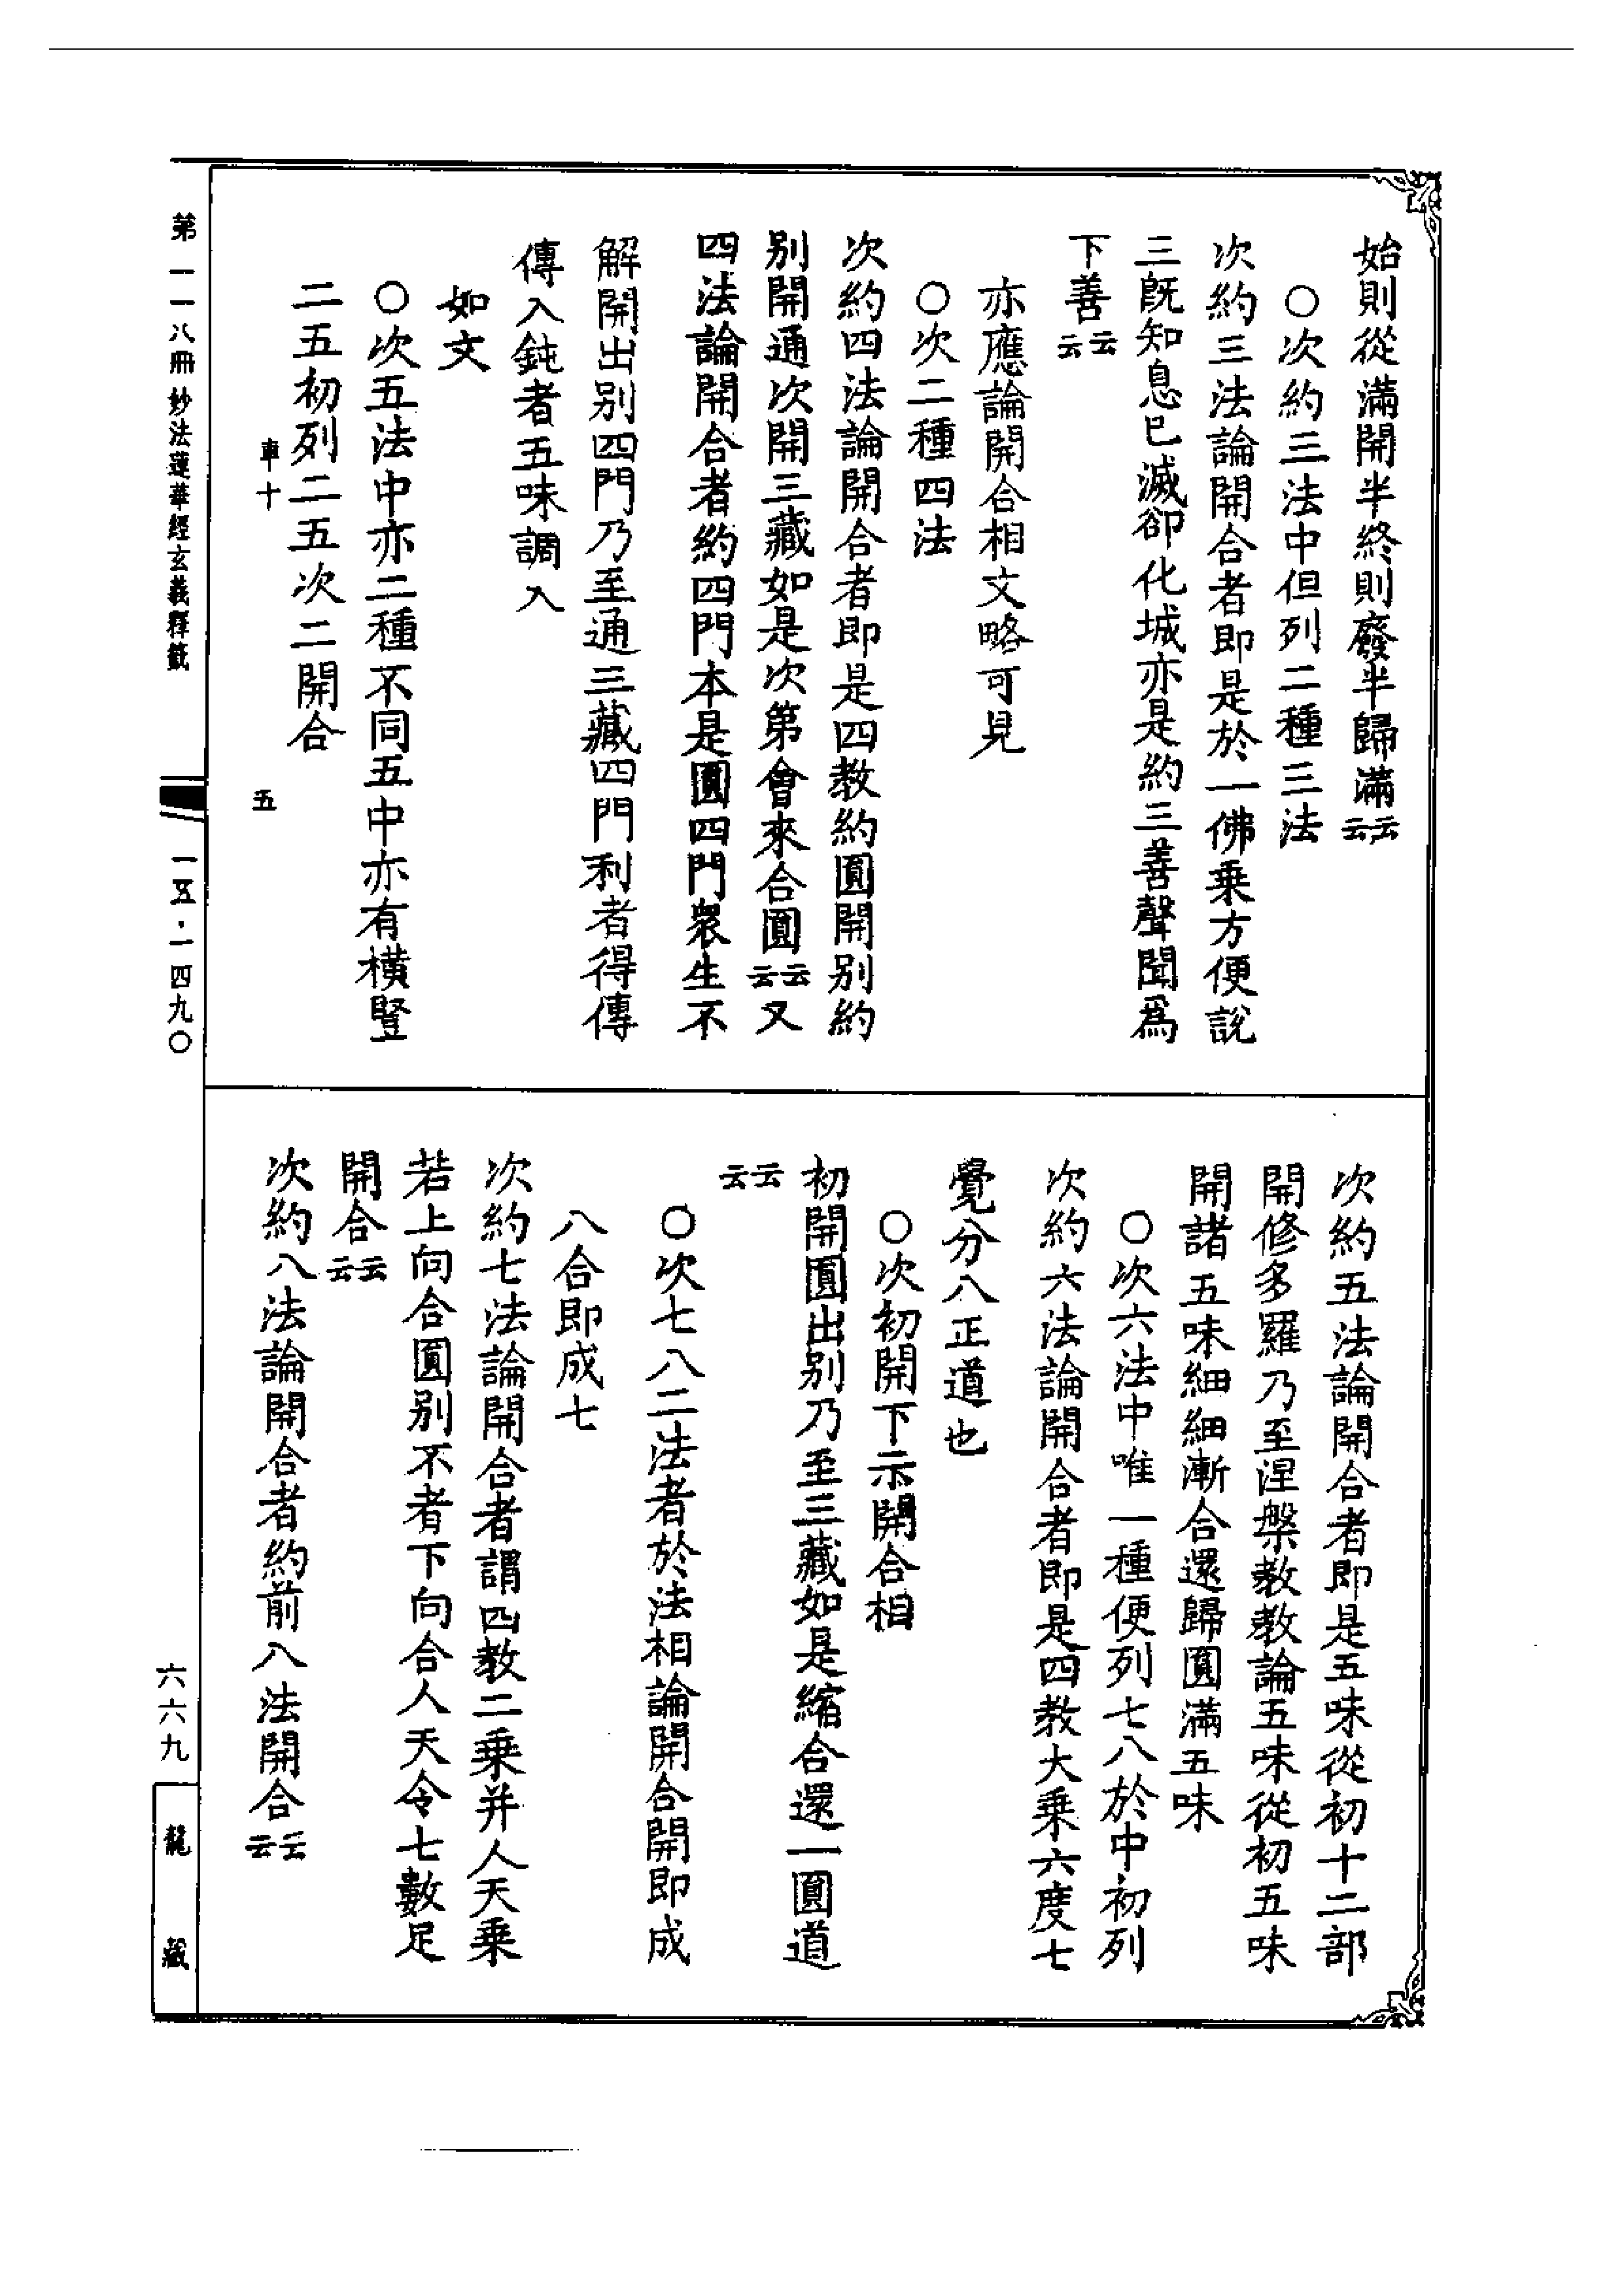 始則從滿開半終則廢半歸滿云云
〇次約三法中但列二種三法
次約三法論開合者即是於一佛乘方便說
三既知息已滅卻化城亦是約三善聲聞為
下善云云
亦應論開合相文略可見
〇次二種四法
次約四法論開合者即是四教約圓開別約
別開通次開三藏如是次第會來合圓云云又
四法論開合者約四門本是圓四門衆生不
解開出別四門乃至通三藏四門利者得傳
傳入鈍者五味調入
如文
〇次五法中亦二種不同五中亦有橫豎
二五初列二五次二開合
車十 五
次約五法論開合者即是五味從初十二部
開修多羅乃至涅槃教教論五味從初五味
開諸五味細細漸合還歸圓滿五味
〇次六法中唯一種便列七八於中初列
次約六法論開合者即是四教大乘六度七
覺分八正道也
〇次初開下示開合相
初開圓出別乃至三藏如是縮合還一圓道
云云
〇次七八二法者於法相論開合開即成
八合即成七
次約七法論開合者謂四教二乘并人天乘
若上向合圓別不者下向合人天令七數足
開合云云
次約八法論開合者約前八法開合云云
第一一八冊 妙法蓮華經玄義釋籤 一五·一四九〇
六六九
龍藏